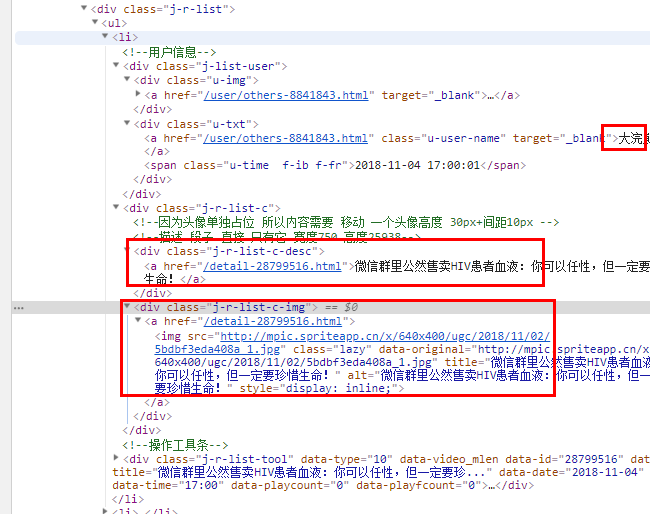 ▼<div class="j-r-list">
▼<ul>
▼<li>
<!--用户信息-->
▼<div class="j-list-user">
▼<div class="u-img">
▶<a href="/user/others-8841843.html" target="_blank">…</a>
</div>
▼<div class="u-txt">
<a href="/user/others-8841843.html" class="u-user-name" target="_blank">大浣
</a>
<span class="u-time  f-ib f-fr">2018-11-04 17:00:01</span>
</div>
</div>
▼<div class="j-r-list-c">
<!--因为头像单独占位 所以内容需要 移动 一个头像高度 30px+间距10px -->
<!--描述 段子 直接 只有它 宽度750 高度25938-->
▼<div class="j-r-list-c-desc">
<a href="/detail-28799516.html">微信群里公然售卖HIV患者血液：你可以任性，但一定要
生命！</a>
</div>
… ▼<div class="j-r-list-c-img"> == $0
▼<a href="/detail-28799516.html">
<img src="http://mpic.spriteapp.cn/x/640x400/ugc/2018/11/02/
5bdbf3eda408a_1.jpg" class="lazy" data-original="http://mpic.spriteapp.cn/x
640x400/ugc/2018/11/02/5bdbf3eda408a_1.jpg" title="微信群里公然售卖HIV患者血液
你可以任性，但一定要珍惜生命！" alt="微信群里公然售卖HIV患者血液：你可以任性，但一定
要珍惜生命！" style="display: inline;">
</a>
</div>
</div>
<!--操作工具条-->
▶<div class="j-r-list-tool" data-type="10" data-video_mlen data-id="28799516" dat
title="微信群里公然售卖HIV患者血液：你可以任性，但一定要珍..." data-date="2018-11-04"
data-time="17:00" data-playcount="0" data-playfcount="0">…</div>
</li>
▶<li>…</li>